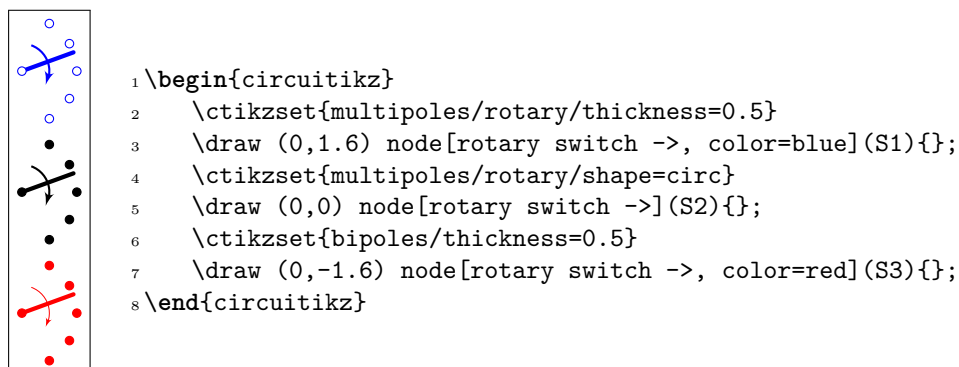 1 \begin{circuitikz}
2     \ctikzset{multipoles/rotary/thickness=0.5}
3     \draw (0,1.6) node[rotary switch ->, color=blue](S1){};
4     \ctikzset{multipoles/rotary/shape=circ}
5     \draw (0,0) node[rotary switch ->](S2){};
6     \ctikzset{bipoles/thickness=0.5}
7     \draw (0,-1.6) node[rotary switch ->, color=red](S3){};
8 \end{circuitikz}